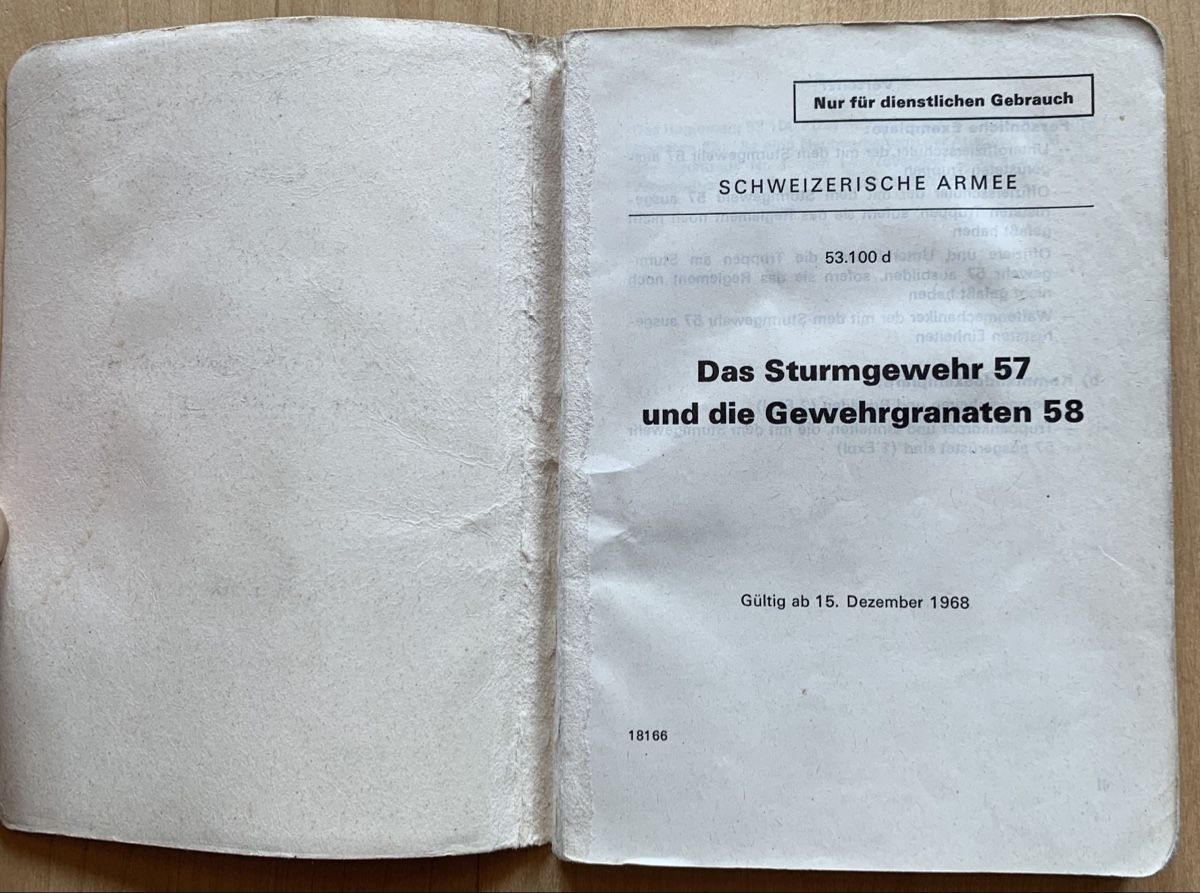 Nur für dienstlichen Gebrauch
SCHWEIZERISCHE ARMEE
53.100 d
Das Sturmgewehr 57
und die Gewehrgranaten 58
Gültig ab 15. Dezember 1968
18166